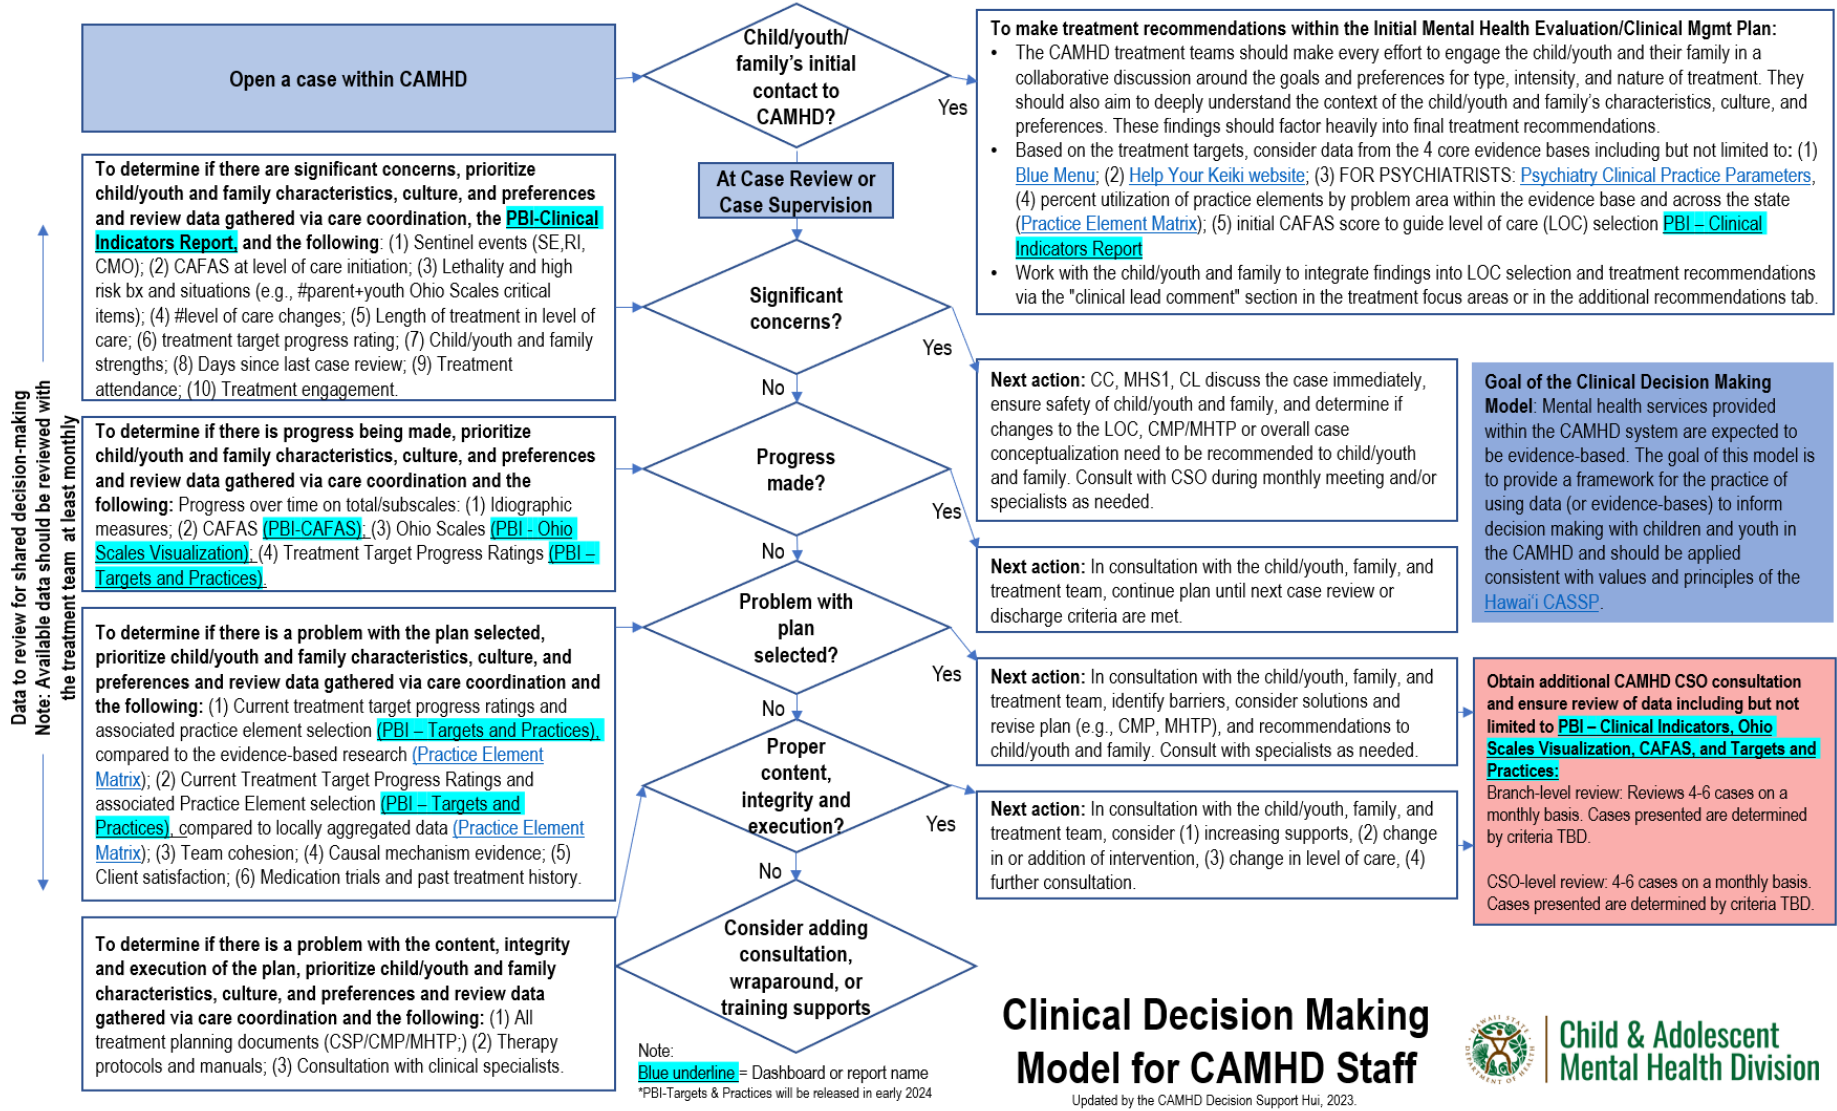 Open a case within CAMHD
Child/youth/
family's initial
contact to
CAMHD?
Yes
To make treatment recommendations within the Initial Mental Health Evaluation/Clinical Mgmt Plan:
• The CAMHD treatment teams should make every effort to engage the child/youth and their family in a
collaborative discussion around the goals and preferences for type, intensity, and nature of treatment. They
should also aim to deeply understand the context of the child/youth and family's characteristics, culture, and
preferences. These findings should factor heavily into final treatment recommendations.
• Based on the treatment targets, consider data from the 4 core evidence bases including but not limited to: (1)
Blue Menu; (2) Help Your Keiki website; (3) FOR PSYCHIATRISTS: Psychiatry Clinical Practice Parameters,
(4) percent utilization of practice elements by problem area within the evidence base and across the state
(Practice Element Matrix); (5) initial CAFAS score to guide level of care (LOC) selection PBI – Clinical
Indicators Report
• Work with the child/youth and family to integrate findings into LOC selection and treatment recommendations
via the "clinical lead comment" section in the treatment focus areas or in the additional recommendations tab.
At Case Review or
Case Supervision
Data to review for shared decision-making
Note: Available data should be reviewed with
the treatment team at least monthly
To determine if there are significant concerns, prioritize
child/youth and family characteristics, culture, and preferences
and review data gathered via care coordination, the PBI-Clinical
Indicators Report, and the following: (1) Sentinel events (SE,RI,
CMO); (2) CAFAS at level of care initiation; (3) Lethality and high
risk bx and situations (e.g., #parent+youth Ohio Scales critical
items); (4) #level of care changes; (5) Length of treatment in level of
care; (6) treatment target progress rating; (7) Child/youth and family
strengths; (8) Days since last case review; (9) Treatment
attendance; (10) Treatment engagement.
Significant
concerns?
Yes
No
Next action: CC, MHS1, CL discuss the case immediately,
ensure safety of child/youth and family, and determine if
changes to the LOC, CMP/MHTP or overall case
conceptualization need to be recommended to child/youth
and family. Consult with CSO during monthly meeting and/or
specialists as needed.
Goal of the Clinical Decision Making
Model: Mental health services provided
within the CAMHD system are expected to
be evidence-based. The goal of this model is
to provide a framework for the practice of
using data (or evidence-bases) to inform
decision making with children and youth in
the CAMHD and should be applied
consistent with values and principles of the
Hawai'i CASSP.
To determine if there is progress being made, prioritize
child/youth and family characteristics, culture, and preferences
and review data gathered via care coordination and the
following: Progress over time on total/subscales: (1) Idiographic
measures; (2) CAFAS (PBI-CAFAS); (3) Ohio Scales (PBI - Ohio
Scales Visualization); (4) Treatment Target Progress Ratings (PBI –
Targets and Practices).
Progress
made?
Yes
No
Next action: In consultation with the child/youth, family, and
treatment team, continue plan until next case review or
discharge criteria are met.
To determine if there is a problem with the plan selected,
prioritize child/youth and family characteristics, culture, and
preferences and review data gathered via care coordination and
the following: (1) Current treatment target progress ratings and
associated practice element selection (PBI – Targets and Practices),
compared to the evidence-based research (Practice Element
Matrix); (2) Current Treatment Target Progress Ratings and
associated Practice Element selection (PBI – Targets and
Practices), compared to locally aggregated data (Practice Element
Matrix); (3) Team cohesion; (4) Causal mechanism evidence; (5)
Client satisfaction; (6) Medication trials and past treatment history.
Problem with
plan
selected?
Yes
No
Next action: In consultation with the child/youth, family, and
treatment team, identify barriers, consider solutions and
revise plan (e.g., CMP, MHTP), and recommendations to
child/youth and family. Consult with specialists as needed.
Obtain additional CAMHD CSO consultation
and ensure review of data including but not
limited to PBI – Clinical Indicators, Ohio
Scales Visualization, CAFAS, and Targets and
Practices:
Branch-level review: Reviews 4-6 cases on a
monthly basis. Cases presented are determined
by criteria TBD.
CSO-level review: 4-6 cases on a monthly basis.
Cases presented are determined by criteria TBD.
Proper
content,
integrity and
execution?
Yes
No
Next action: In consultation with the child/youth, family, and
treatment team, consider (1) increasing supports, (2) change
in or addition of intervention, (3) change in level of care, (4)
further consultation.
To determine if there is a problem with the content, integrity
and execution of the plan, prioritize child/youth and family
characteristics, culture, and preferences and review data
gathered via care coordination and the following: (1) All
treatment planning documents (CSP/CMP/MHTP;) (2) Therapy
protocols and manuals; (3) Consultation with clinical specialists.
Consider adding
consultation,
wraparound, or
training supports
Note:
Blue underline = Dashboard or report name
*PBI-Targets & Practices will be released in early 2024
Clinical Decision Making
Model for CAMHD Staff
Updated by the CAMHD Decision Support Hui, 2023.
HAWAII STATE
DEPARTMENT OF HEALTH
Child & Adolescent
Mental Health Division